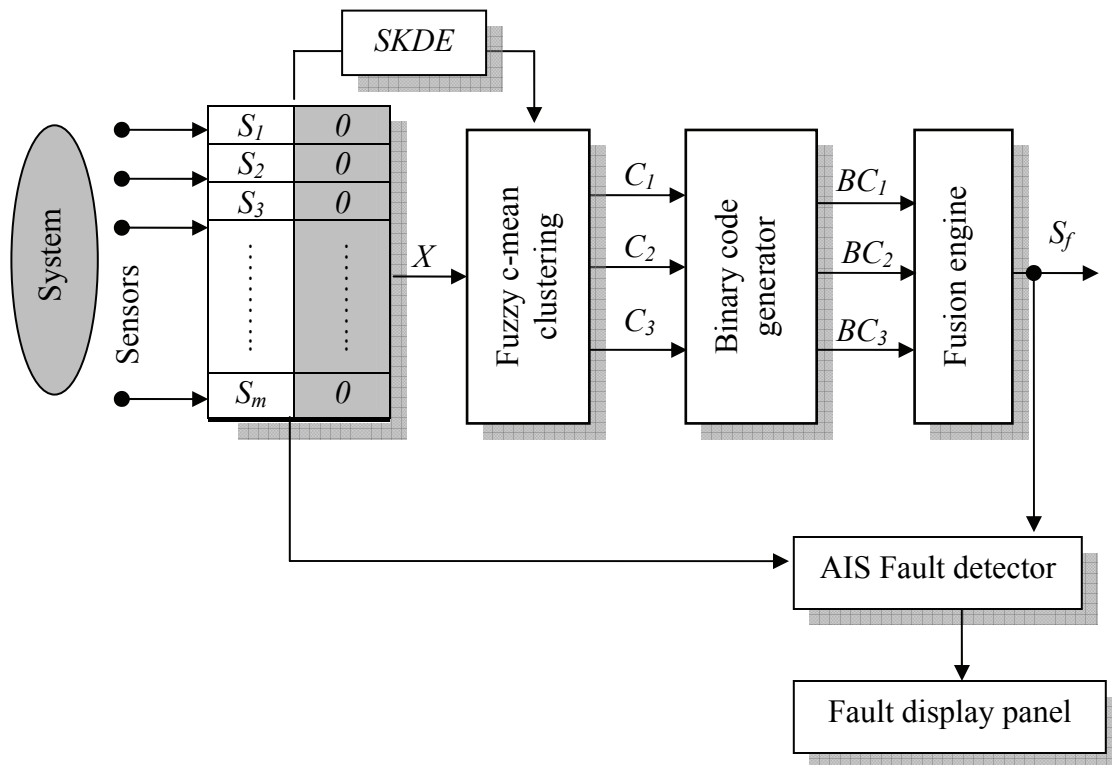 SKDE
System
Sensors
S1 0
S2 0
S3 0
Sm 0
X
Fuzzy c-mean
clustering
C1
C2
C3
Binary code
generator
BC1
BC2
BC3
Fusion engine
Sf
AIS Fault detector
Fault display panel